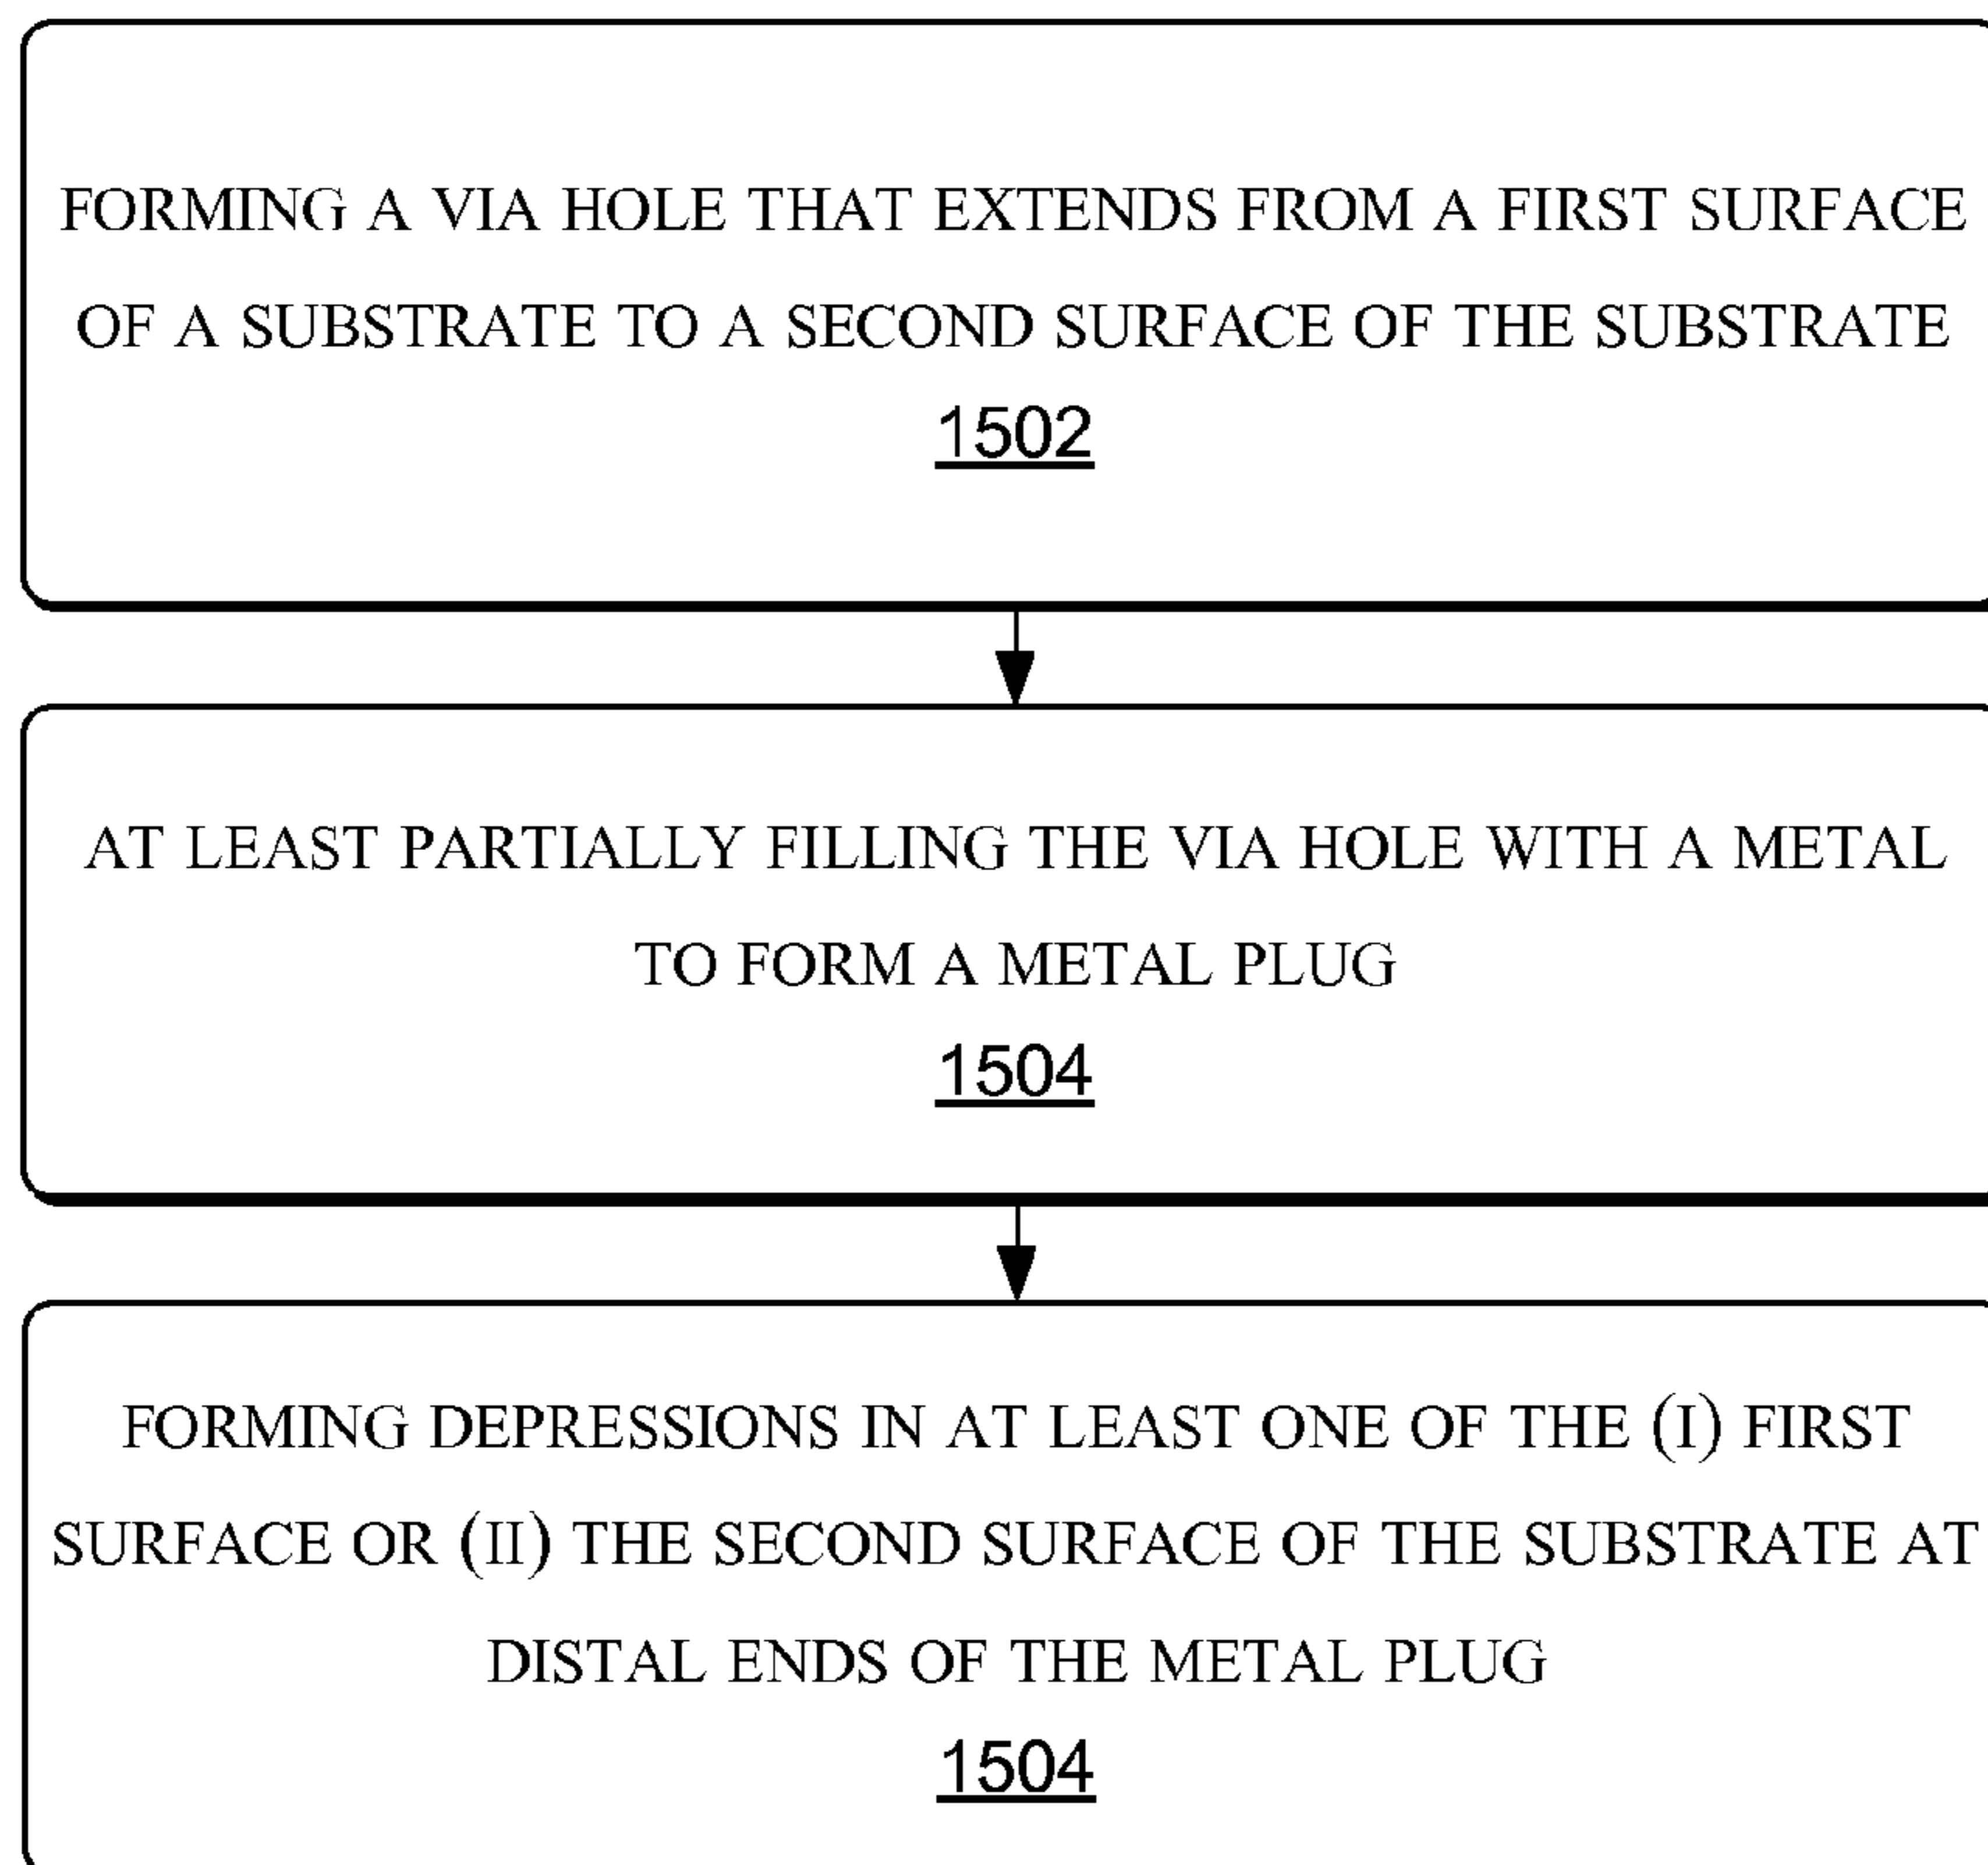 FORMING A VIA HOLE THAT EXTENDS FROM A FIRST SURFACE
OF A SUBSTRATE TO A SECOND SURFACE OF THE SUBSTRATE
1502
AT LEAST PARTIALLY FILLING THE VIA HOLE WITH A METAL
TO FORM A METAL PLUG
1504
FORMING DEPRESSIONS IN AT LEAST ONE OF THE (I) FIRST
SURFACE OR (II) THE SECOND SURFACE OF THE SUBSTRATE AT
DISTAL ENDS OF THE METAL PLUG
1504